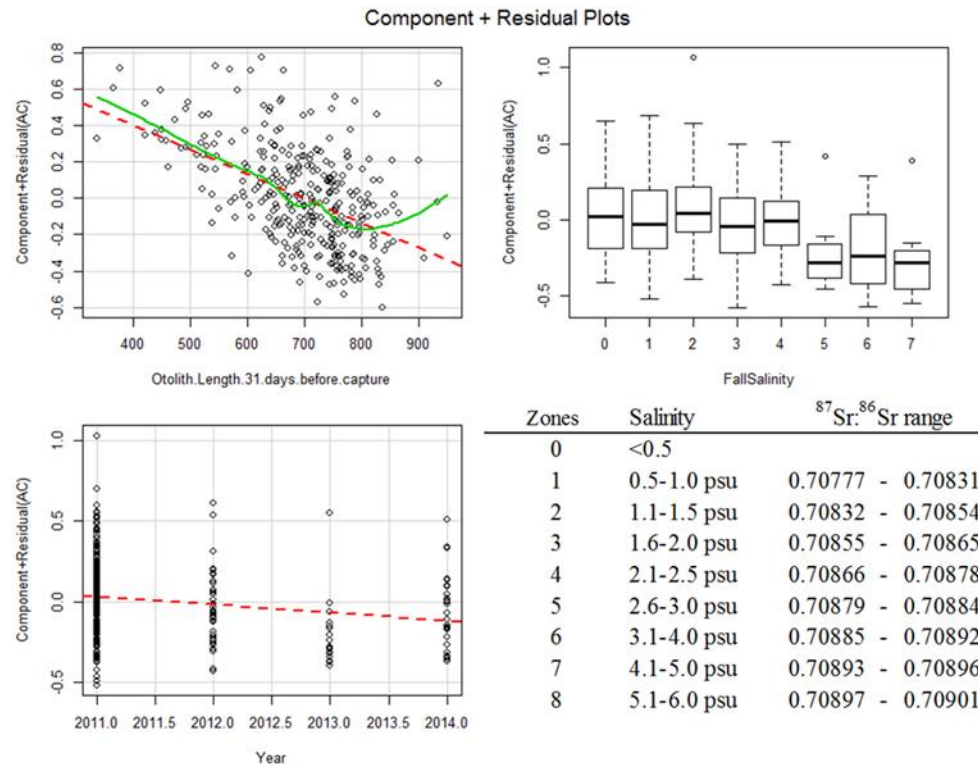 Component + Residual Plots
Component+Residual(AC)
0.8
0.6
0.4
0.2
0.0
-0.2
-0.4
-0.6
400 500 600 700 800 900
Otolith.Length.31.days.before.capture
Component+Residual(AC)
1.0
0.5
0.0
-0.5
0 1 2 3 4 5 6 7
FallSalinity
Component+Residual(AC)
1.0
0.5
0.0
-0.5
2011.0 2011.5 2012.0 2012.5 2013.0 2013.5 2014.0
Year
Zones Salinity ⁸⁷Sr:⁸⁶Sr range
0 <0.5
1 0.5-1.0 psu 0.70777 - 0.70831
2 1.1-1.5 psu 0.70832 - 0.70854
3 1.6-2.0 psu 0.70855 - 0.70865
4 2.1-2.5 psu 0.70866 - 0.70878
5 2.6-3.0 psu 0.70879 - 0.70884
6 3.1-4.0 psu 0.70885 - 0.70892
7 4.1-5.0 psu 0.70893 - 0.70896
8 5.1-6.0 psu 0.70897 - 0.70901